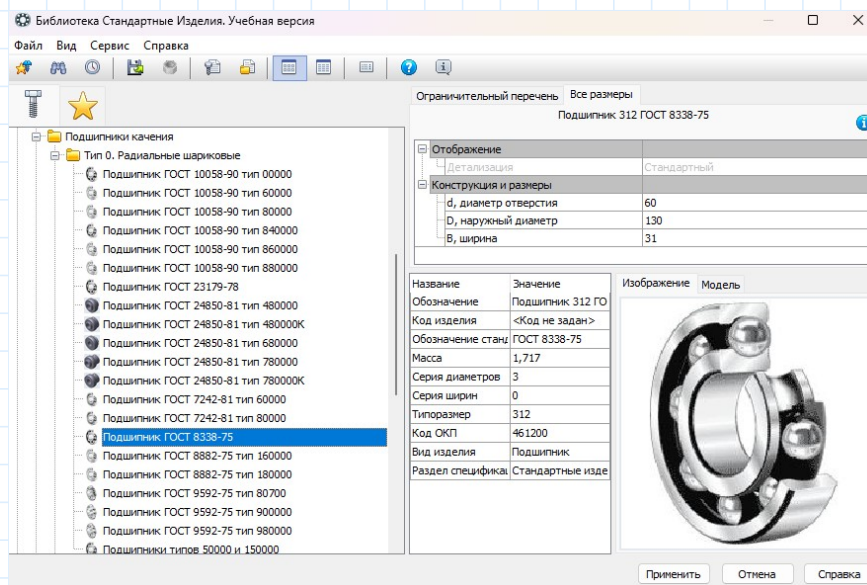 Библиотека Стандартные Изделия. Учебная версия
Файл Вид Сервис Справка
Подшипники качения
Тип 0. Радиальные шариковые
Подшипник ГОСТ 10058-90 тип 00000
Подшипник ГОСТ 10058-90 тип 60000
Подшипник ГОСТ 10058-90 тип 80000
Подшипник ГОСТ 10058-90 тип 840000
Подшипник ГОСТ 10058-90 тип 860000
Подшипник ГОСТ 10058-90 тип 880000
Подшипник ГОСТ 23179-78
Подшипник ГОСТ 24850-81 тип 480000
Подшипник ГОСТ 24850-81 тип 480000К
Подшипник ГОСТ 24850-81 тип 680000
Подшипник ГОСТ 24850-81 тип 780000
Подшипник ГОСТ 24850-81 тип 780000К
Подшипник ГОСТ 7242-81 тип 60000
Подшипник ГОСТ 7242-81 тип 80000
Подшипник ГОСТ 8338-75
Подшипник ГОСТ 8882-75 тип 160000
Подшипник ГОСТ 8882-75 тип 180000
Подшипник ГОСТ 9592-75 тип 80700
Подшипник ГОСТ 9592-75 тип 900000
Подшипник ГОСТ 9592-75 тип 980000
Подшипники типов 50000 и 150000
Ограничительный перечень Все размеры
Подшипник 312 ГОСТ 8338-75
Отображение
Детализация Стандартный
Конструкция и размеры
d, диаметр отверстия 60
D, наружный диаметр 130
B, ширина 31
Название Значение
Обозначение Подшипник 312 ГО
Код изделия <Код не задан>
Обозначение станд ГОСТ 8338-75
Масса 1,717
Серия диаметров 3
Серия ширин 0
Типоразмер 312
Код ОКП 461200
Вид изделия Подшипник
Раздел спецификац Стандартные изде
Изображение Модель
Применить Отмена Справка